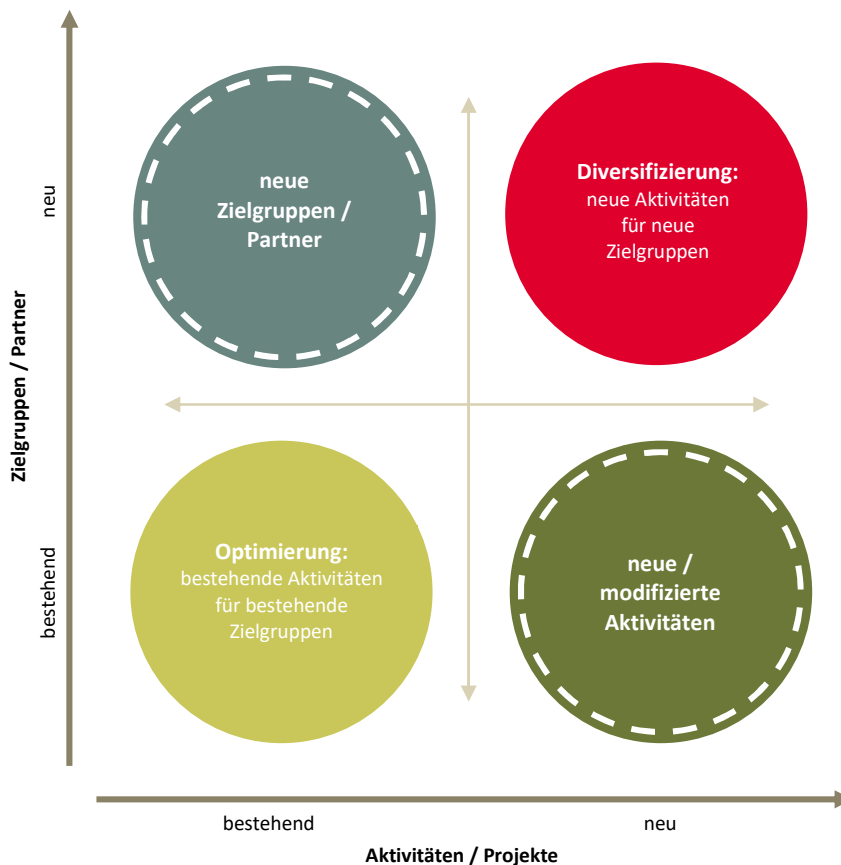 neue
Zielgruppen /
Partner
Diversifizierung:
neue Aktivitäten
für neue
Zielgruppen
neu
Zielgruppen / Partner
bestehend
Optimierung:
bestehende Aktivitäten
für bestehende
Zielgruppen
neue /
modifizierte
Aktivitäten
bestehend
neu
Aktivitäten / Projekte